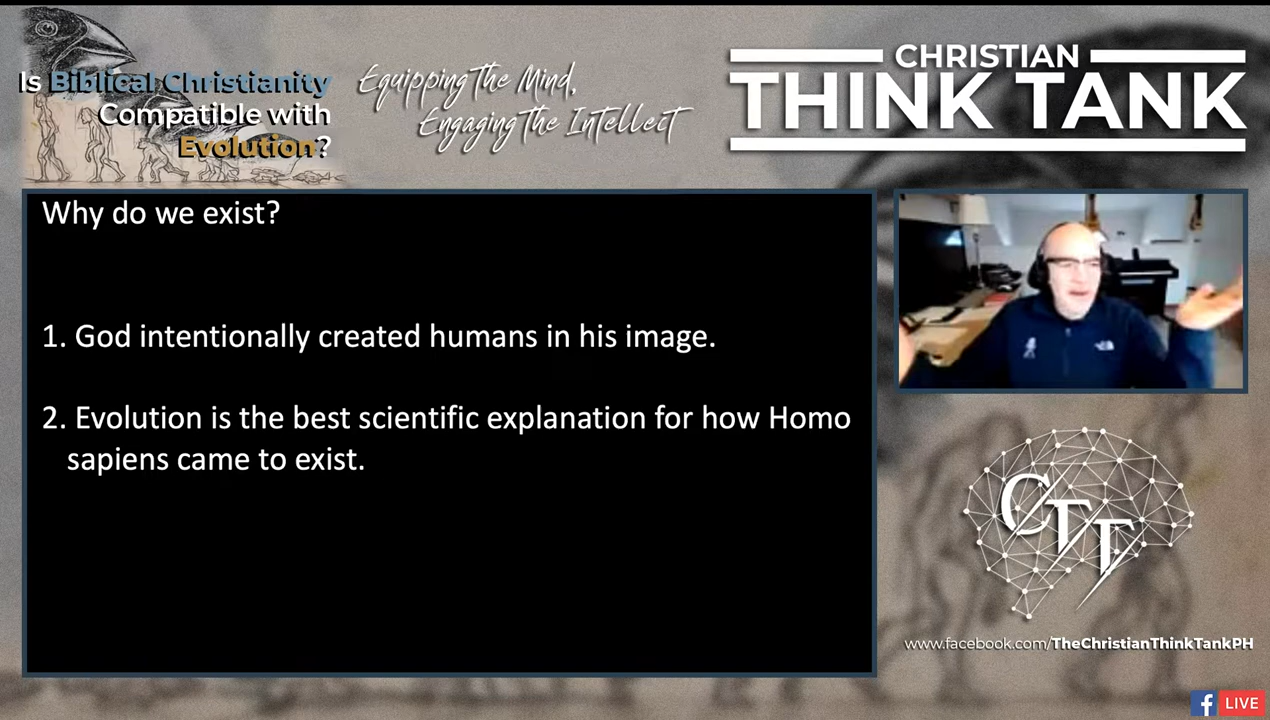 Is Biblical Christianity
Compatible with
Evolution?
Equipping The Mind,
Engaging The Intellect
CHRISTIAN
THINK TANK
Why do we exist?
1. God intentionally created humans in his image.
2. Evolution is the best scientific explanation for how Homo
sapiens came to exist.
CTT
www.facebook.com/TheChristianThinkTankPH
f LIVE